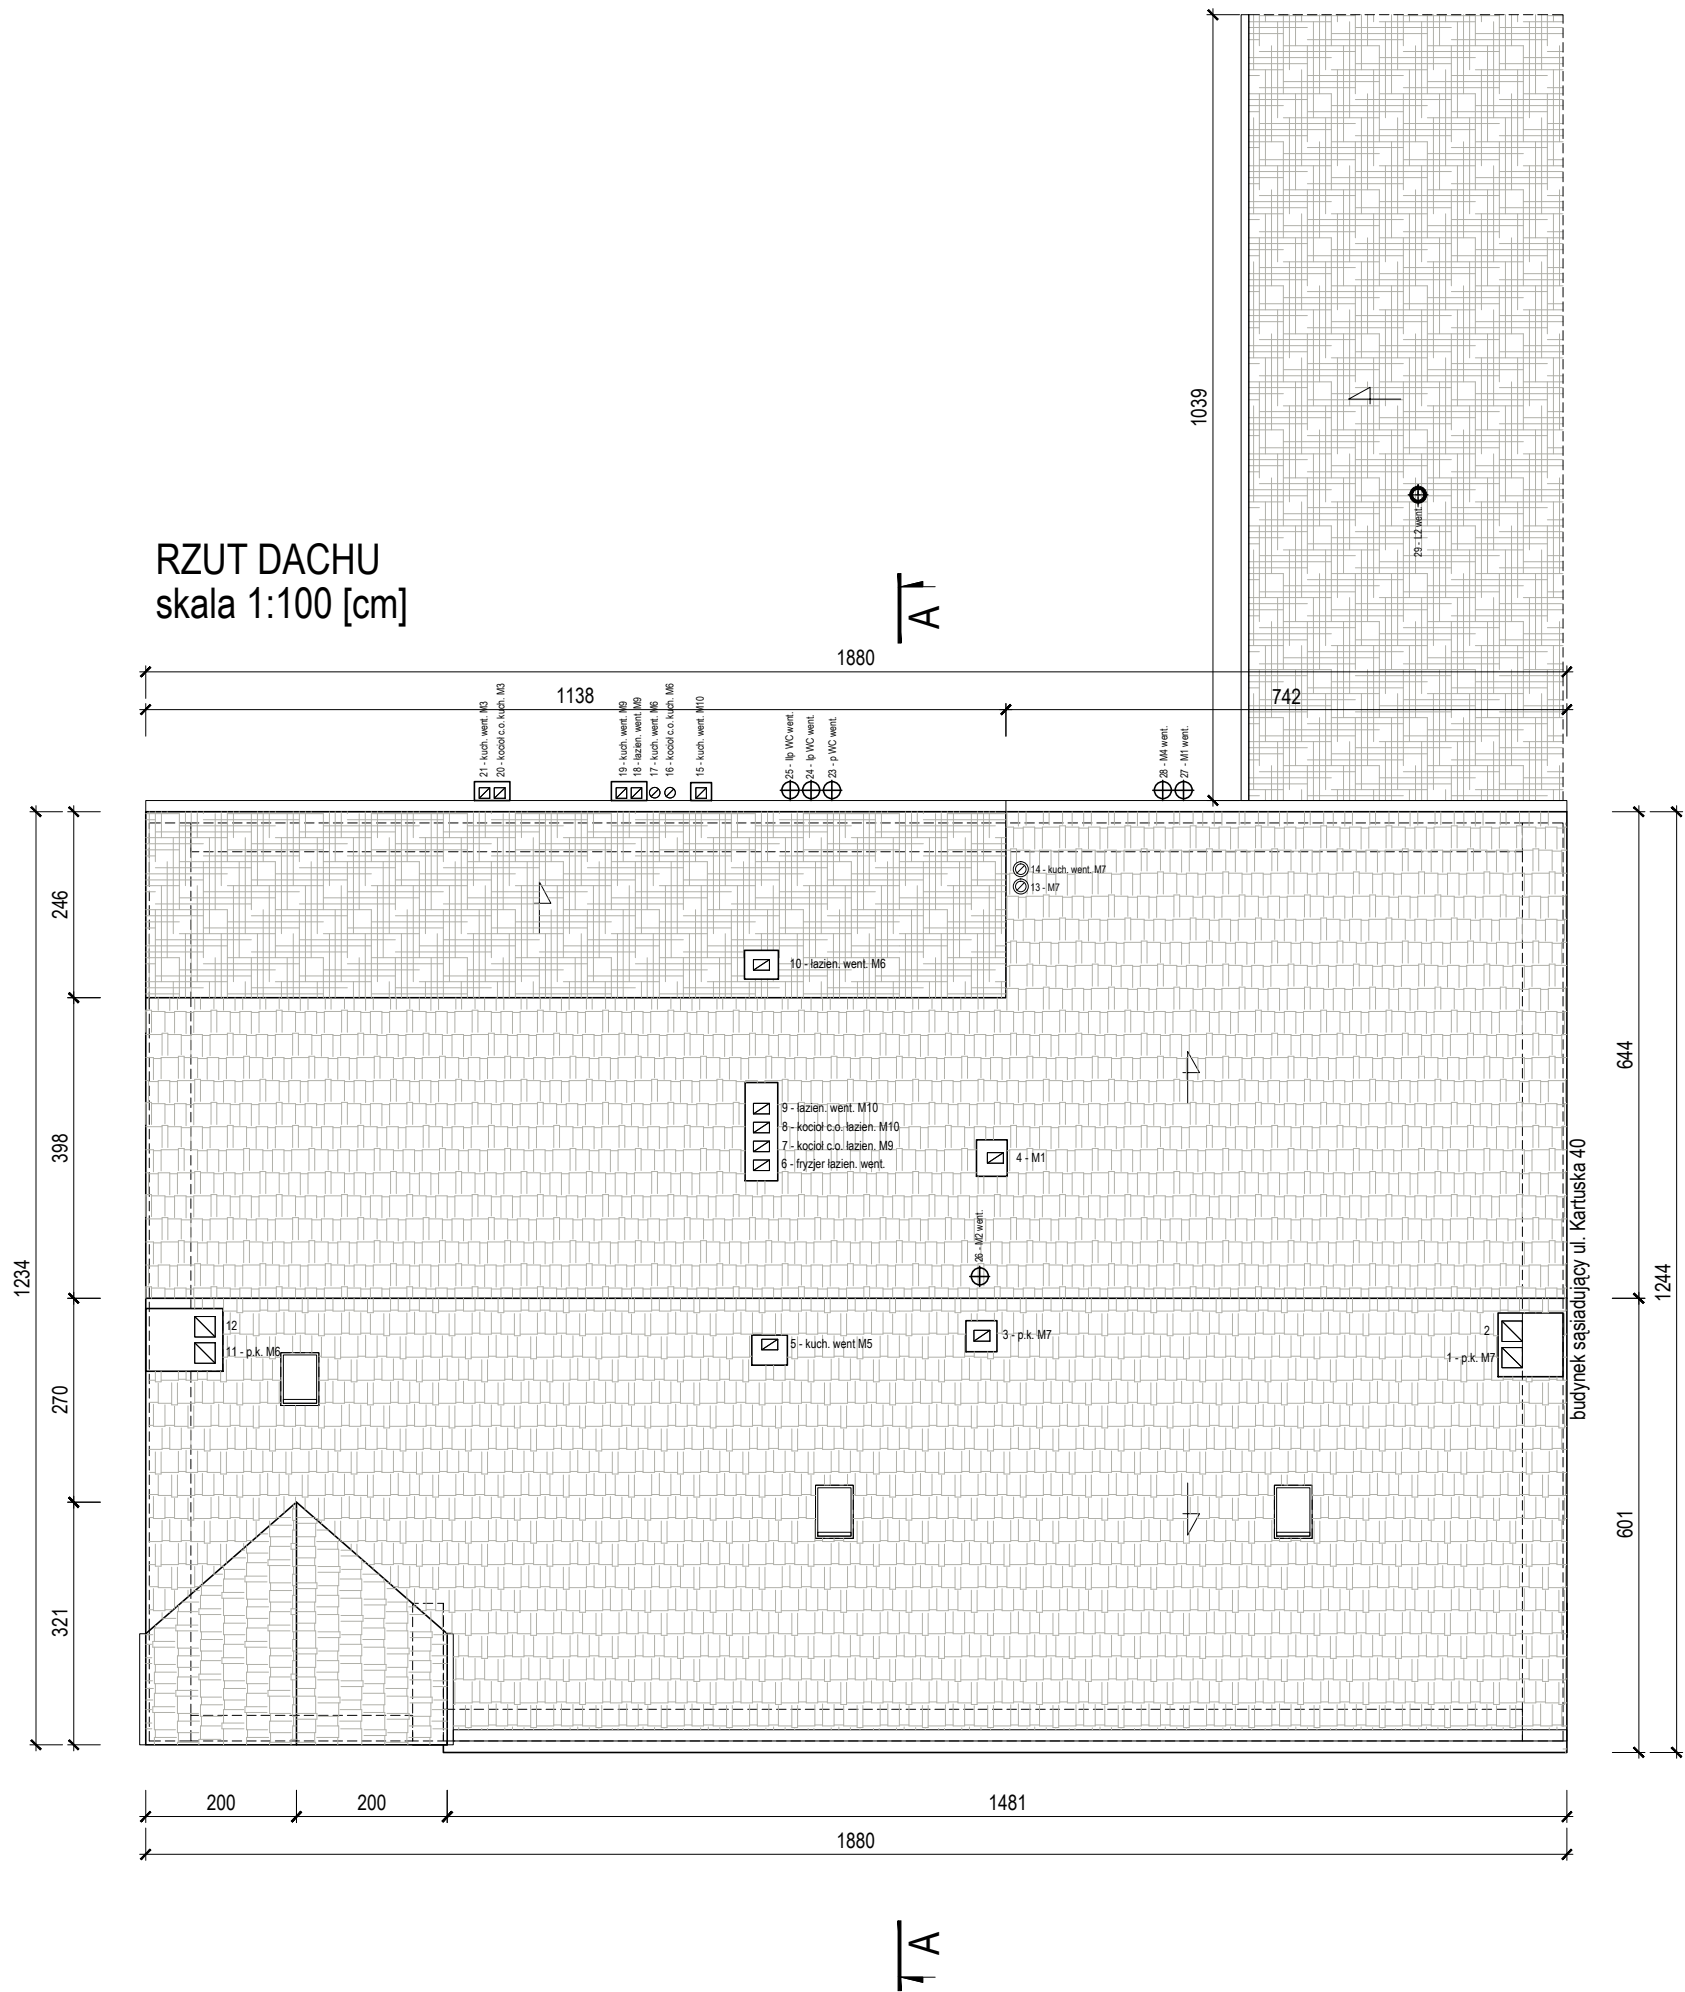 1039
29 - L2 went.
RZUT DACHU
skala 1:100 [cm]
A
1880
1138
742
21 - kuch. went. M3
20 - kocioł c.o. kuch. M3
19 - kuch. went. M9
18 - łazien. went. M9
17 - kuch. went. M6
16 - kocioł c.o. kuch. M6
15 - kuch. went. M10
25 - IIp WC went.
24 - Ip WC went.
23 - p WC went.
28 - M4 went.
27 - M1 went.
14 - kuch. went. M7
13 - M7
246
10 - łazien. went. M6
644
9 - łazien. went. M10
8 - kocioł c.o. łazien. M10
7 - kocioł c.o. łazien. M9
6 - fryzjer łazien. went.
4 - M1
398
26 - M2 went.
budynek sąsiadujący ul. Kartuska 40
1234
1244
12
11 - p.k. M6
5 - kuch. went M5
3 - p.k. M7
2
1 - p.k. M7
270
601
321
200
200
1481
1880
A